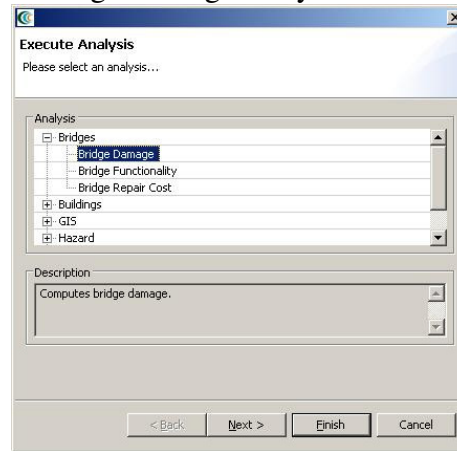 Execute Analysis
Please select an analysis...
Analysis
Bridges
Bridge Damage
Bridge Functionality
Bridge Repair Cost
Buildings
GIS
Hazard
Description
Computes bridge damage.
< Back Next > Finish Cancel